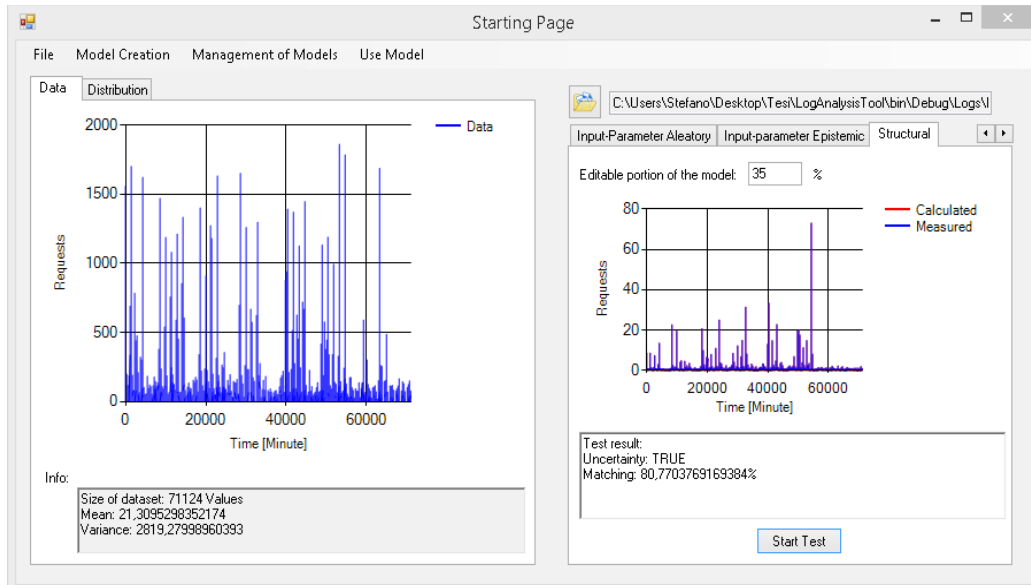 Starting Page
File Model Creation Management of Models Use Model
Data Distribution
2000
1500
1000
500
0
Requests
0 20000 40000 60000
Time [Minute]
Data
Info:
Size of dataset: 71124 Values
Mean: 21,3095298352174
Variance: 2819,27998960393
C:\Users\Stefano\Desktop\Tesi\LogAnalysisTool\bin\Debug\Logs\l
Input-Parameter Aleatory Input-parameter Epistemic Structural
Editable portion of the model: 35 %
80
60
40
20
0
Requests
0 20000 40000 60000
Time [Minute]
Calculated
Measured
Test result:
Uncertainty: TRUE
Matching: 80,7703769169384%
Start Test